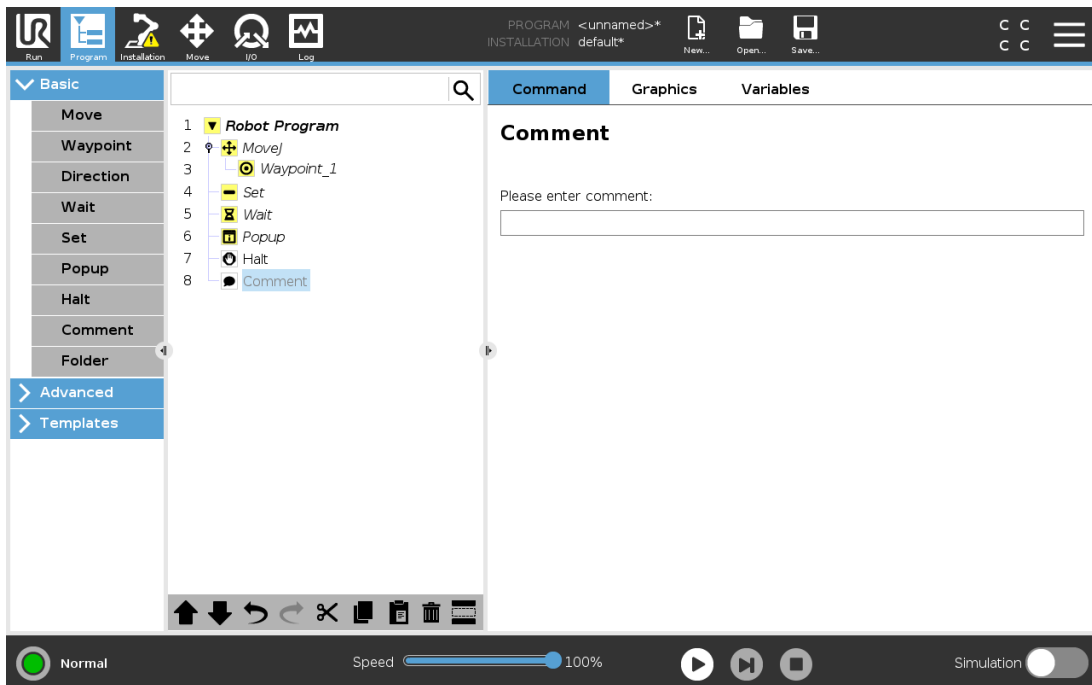 PROGRAM <unnamed>*
INSTALLATION default*
UR
Run
Program
Installation
Move
I/O
Log
New...
Open...
Save...
C C
C C
Basic
Move
Waypoint
Direction
Wait
Set
Popup
Halt
Comment
Folder
Advanced
Templates
1 Robot Program
2 MoveJ
3 Waypoint_1
4 Set
5 Wait
6 Popup
7 Halt
8 Comment
Command Graphics Variables
Comment
Please enter comment:
Normal
Speed 100%
Simulation